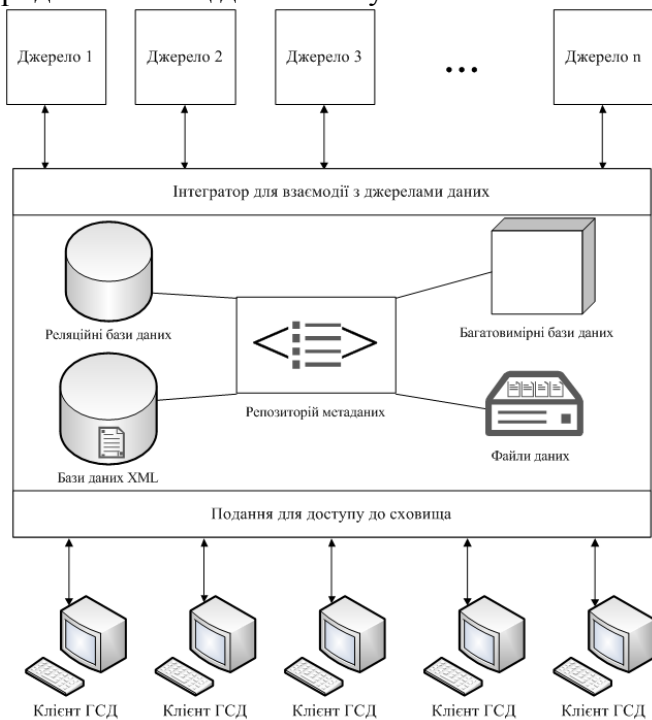 Джерело 1
Джерело 2
Джерело 3
...
Джерело n
Інтегратор для взаємодії з джерелами даних
Реляційні бази даних
Багатовимірні бази даних
Репозиторій метаданих
Бази даних XML
Файли даних
Подання для доступу до сховища
Клієнт ГСД
Клієнт ГСД
Клієнт ГСД
Клієнт ГСД
Клієнт ГСД